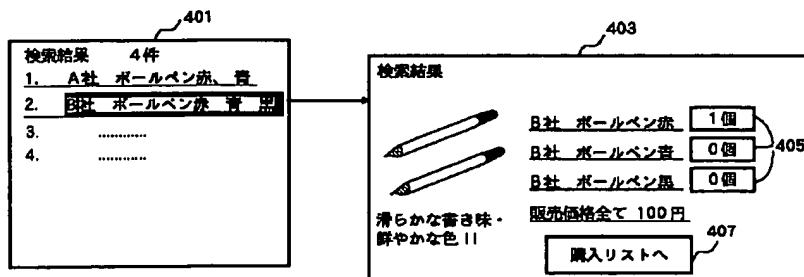 401
検索結果 4件
1. A社 ボールペン赤、青
2. B社 ボールペン赤 青 黒
3. ............
4. ............
403
検索結果
B社 ボールペン赤 1個
B社 ボールペン青 0個
B社 ボールペン黒 0個
405
販売価格全て 100円
滑らかな書き味・
鮮やかな色!!
購入リストへ
407